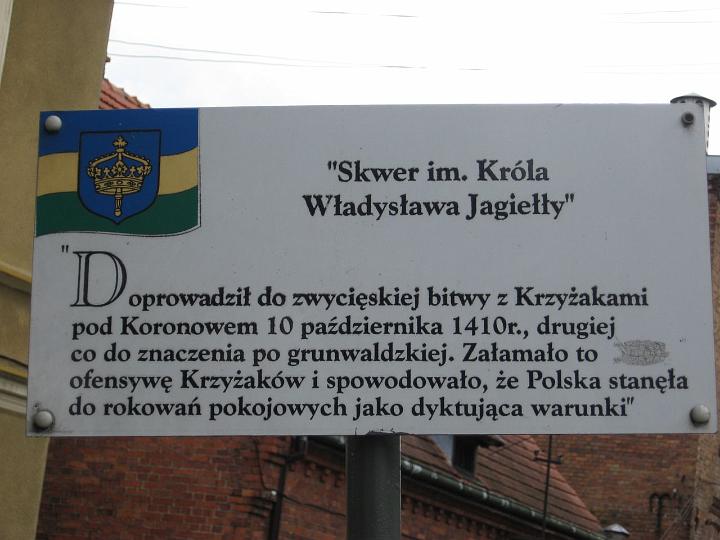 "Skwer im. Króla
Władysława Jagiełły"
"Doprowadził do zwycięskiej bitwy z Krzyżakami
pod Koronowem 10 października 1410r., drugiej
co do znaczenia po grunwaldzkiej. Załamało to
ofensywę Krzyżaków i spowodowało, że Polska stanęła
do rokowań pokojowych jako dyktująca warunki"